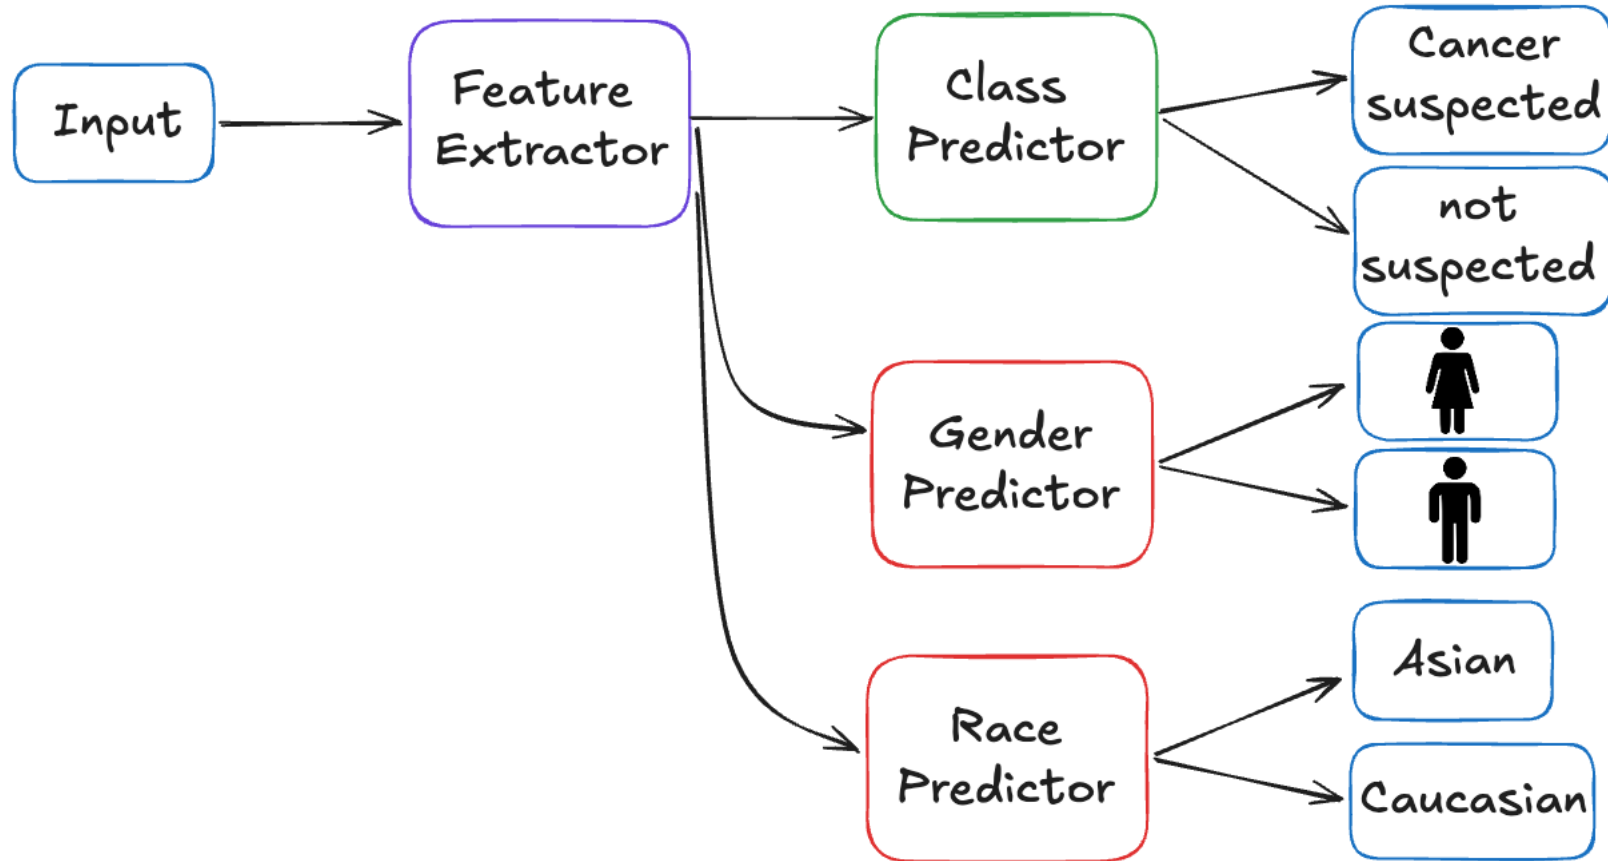 Input
Feature
Extractor
Class
Predictor
Cancer
suspected
not
suspected
Gender
Predictor
Race
Predictor
Asian
Caucasian